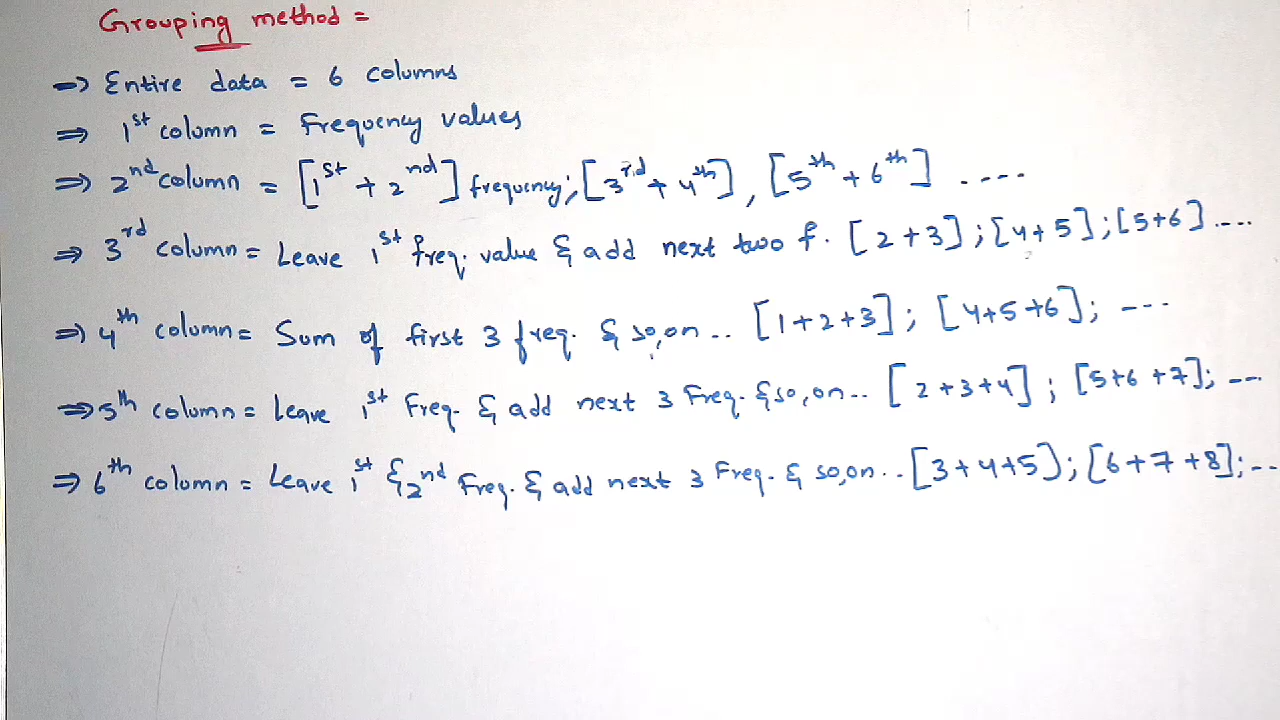 Grouping method =
⇒ Entire data = 6 columns
⇒ 1st column = Frequency values
⇒ 2nd column = [1st + 2nd] frequency; [3rd + 4th], [5th + 6th] ....
⇒ 3rd column = Leave 1st freq. value & add next two f. [2+3]; [4+5]; [5+6] ....
⇒ 4th column = Sum of first 3 freq. & so,on .. [1+2+3]; [4+5+6]; ---
⇒ 5th column = Leave 1st Freq. & add next 3 Freq. & so,on.. [2+3+4]; [5+6+7]; ---
⇒ 6th column = Leave 1st & 2nd Freq. & add next 3 Freq. & so,on .. [3+4+5); [6+7+8]; ---